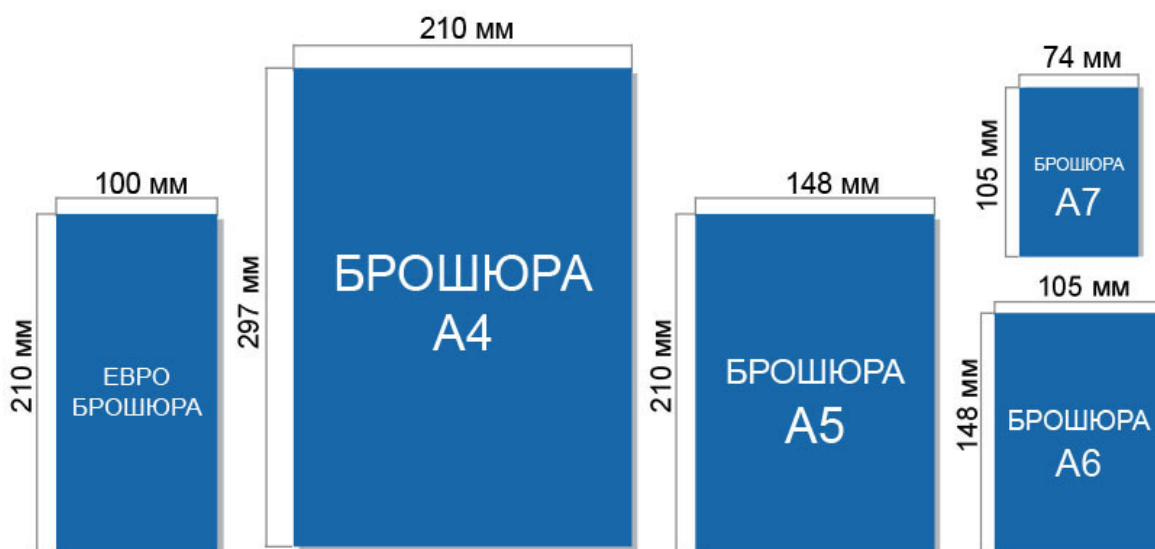 100 мм
210 мм
ЕВРО
БРОШЮРА
210 мм
297 мм
БРОШЮРА
А4
148 мм
210 мм
БРОШЮРА
А5
74 мм
105 мм
БРОШЮРА
А7
105 мм
148 мм
БРОШЮРА
А6